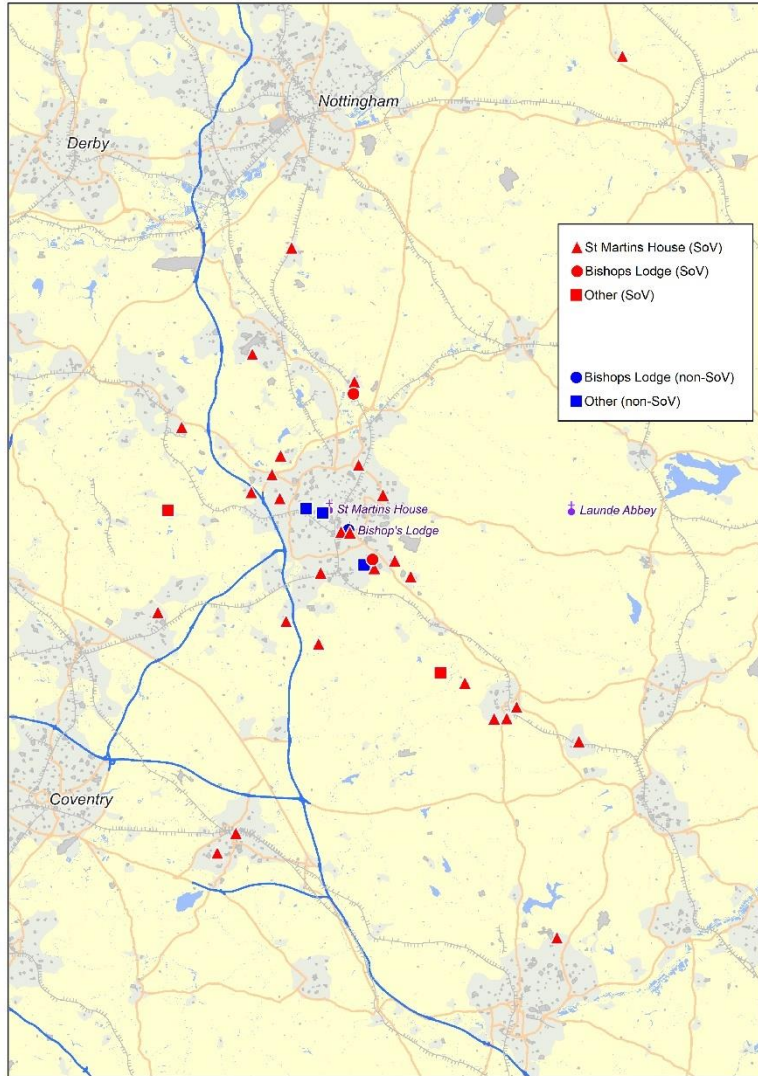 Nottingham
Derby
St Martins House (SoV)
Bishops Lodge (SoV)
Other (SoV)
Bishops Lodge (non-SoV)
Other (non-SoV)
St Martins House
Launde Abbey
Bishop's Lodge
Coventry